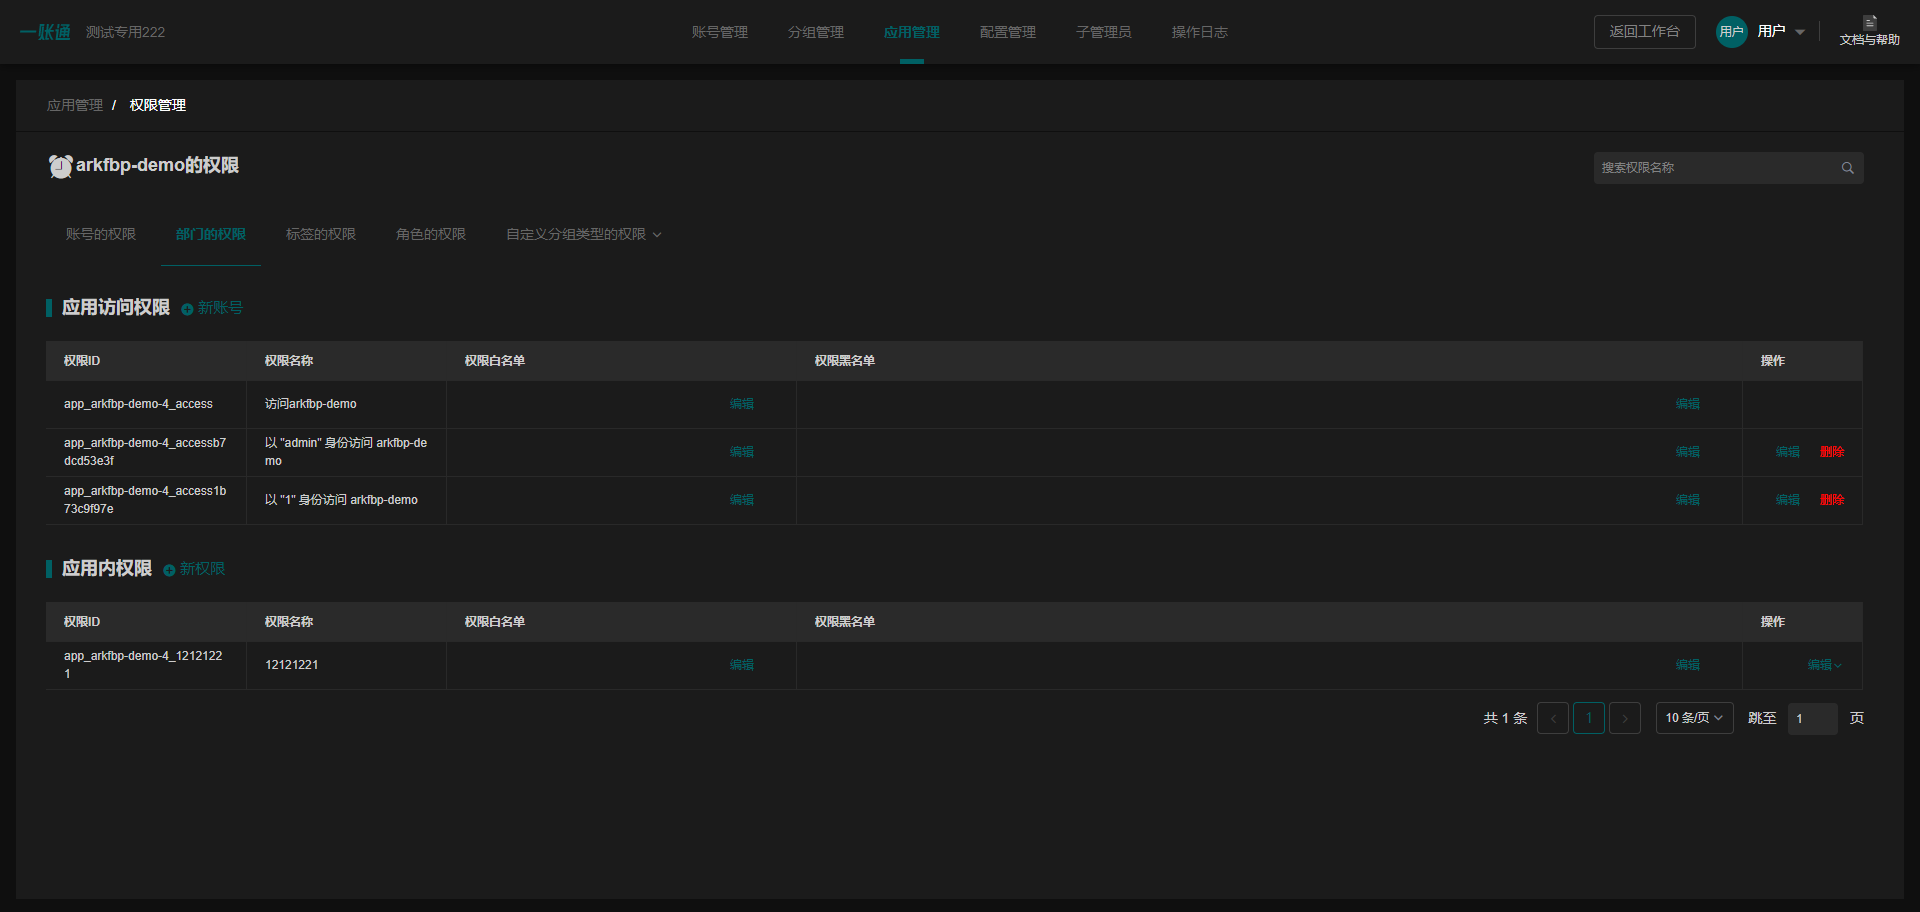 一账通 测试专用222 账号管理 分组管理 应用管理 配置管理 子管理员 操作日志 返回工作台 用户 用户 文档与帮助
应用管理 / 权限管理
arkfbp-demo的权限 搜索权限名称
账号的权限 部门的权限 标签的权限 角色的权限 自定义分组类型的权限
应用访问权限 新账号
权限ID 权限名称 权限白名单 权限黑名单 操作
app_arkfbp-demo-4_access 访问arkfbp-demo 编辑 编辑
app_arkfbp-demo-4_accessb7
dcd53e3f 以 "admin" 身份访问 arkfbp-de
mo 编辑 编辑 编辑 删除
app_arkfbp-demo-4_access1b
73c9f97e 以 "1" 身份访问 arkfbp-demo 编辑 编辑 编辑 删除
应用内权限 新权限
权限ID 权限名称 权限白名单 权限黑名单 操作
app_arkfbp-demo-4_1212122
1 12121221 编辑 编辑 编辑
共 1 条 1 10 条/页 跳至 1 页